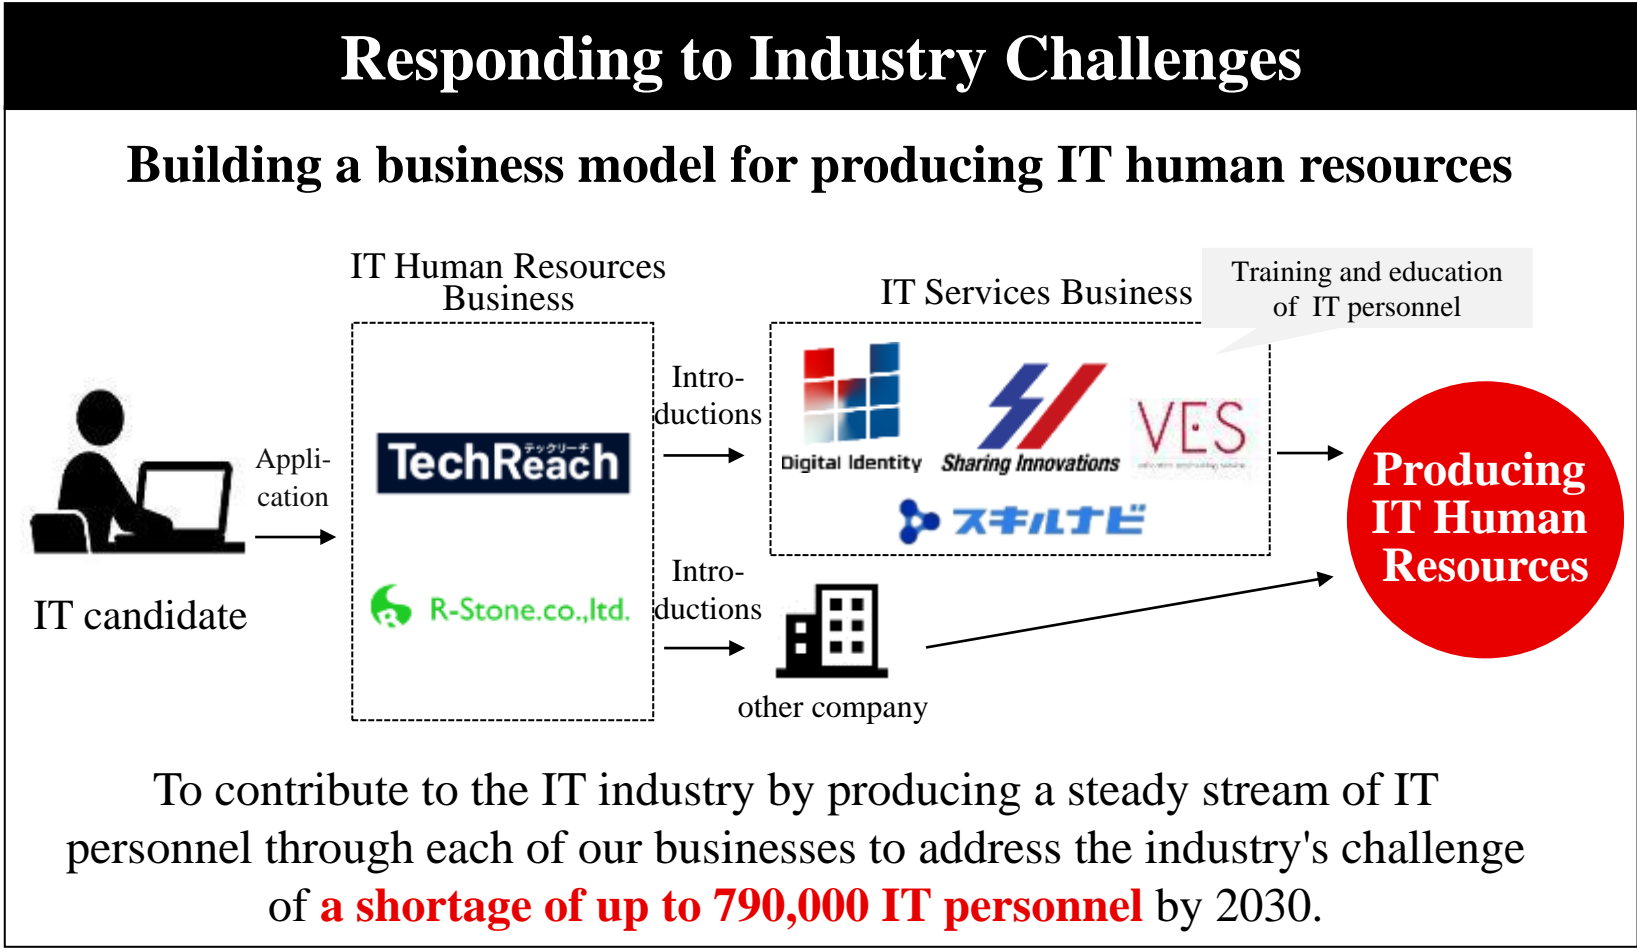 Responding to Industry Challenges
Building a business model for producing IT human resources
IT Human Resources
Business
IT Services Business
Training and education
of IT personnel
Appli-
cation
IT candidate
テックリーチ
TechReach
R-Stone.co.,ltd.
Intro-
ductions
Intro-
ductions
Digital Identity
Sharing Innovations
VES
スキルナビ
other company
Producing
IT Human
Resources
To contribute to the IT industry by producing a steady stream of IT
personnel through each of our businesses to address the industry's challenge
of a shortage of up to 790,000 IT personnel by 2030.